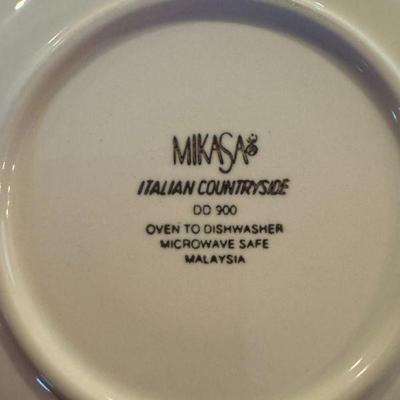 MIKASA
ITALIAN COUNTRYSIDE
DD 900
OVEN TO DISHWASHER
MICROWAVE SAFE
MALAYSIA